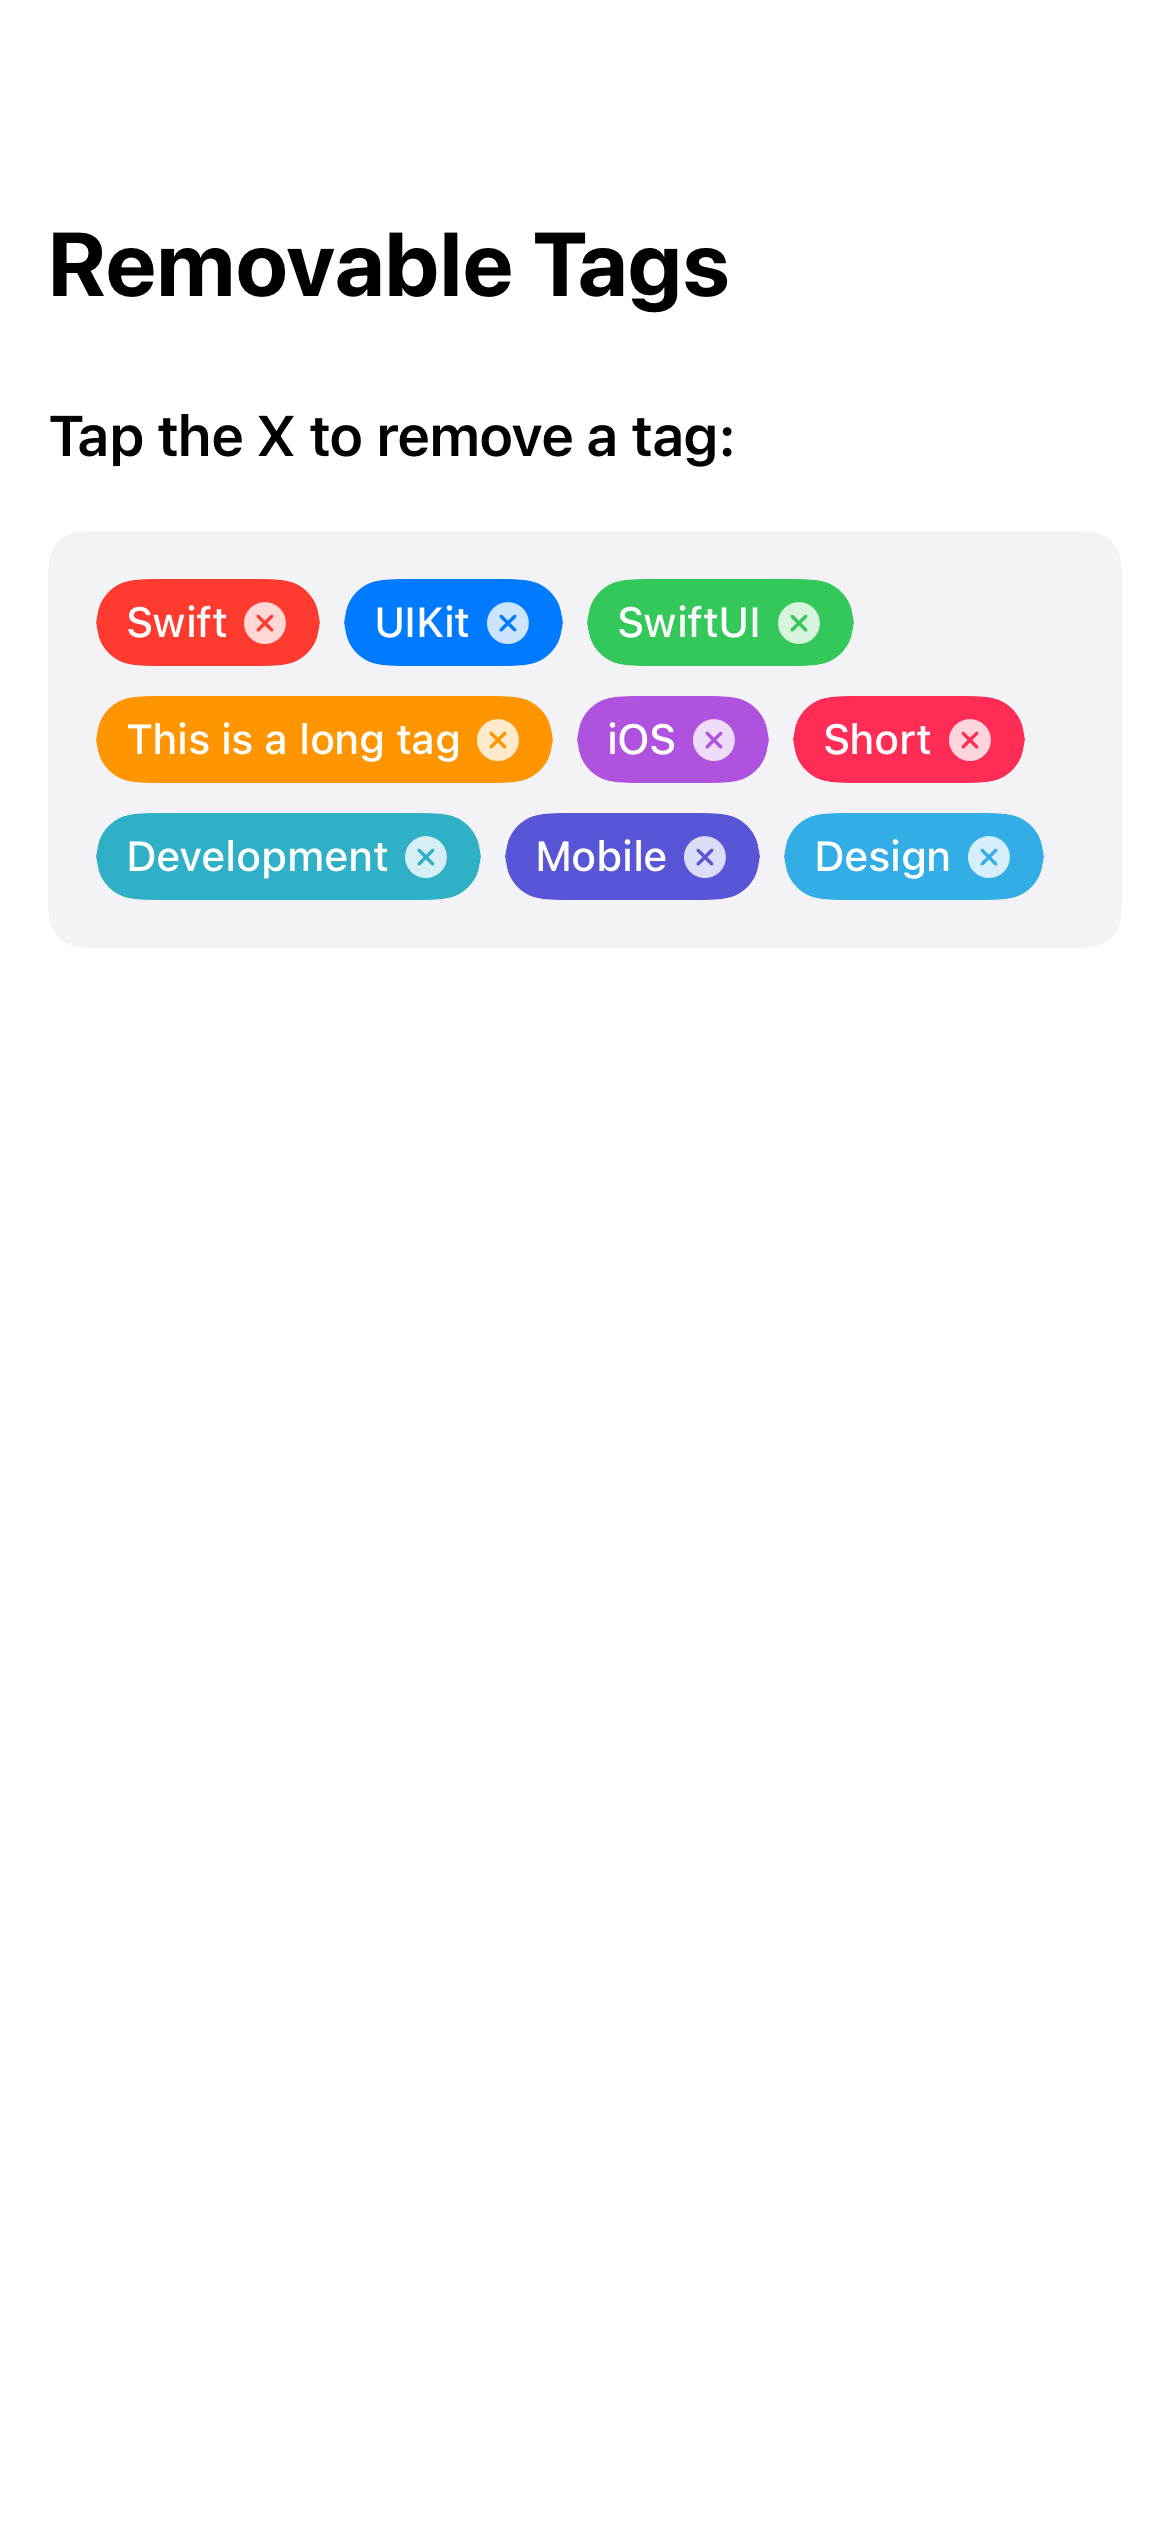 Removable Tags
Tap the X to remove a tag:
Swift UIKit SwiftUI
This is a long tag iOS Short
Development Mobile Design